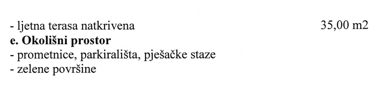 - ljetna terasa natkrivena 35,00 m2
e. Okolišni prostor
- prometnice, parkirališta, pješačke staze
- zelene površine